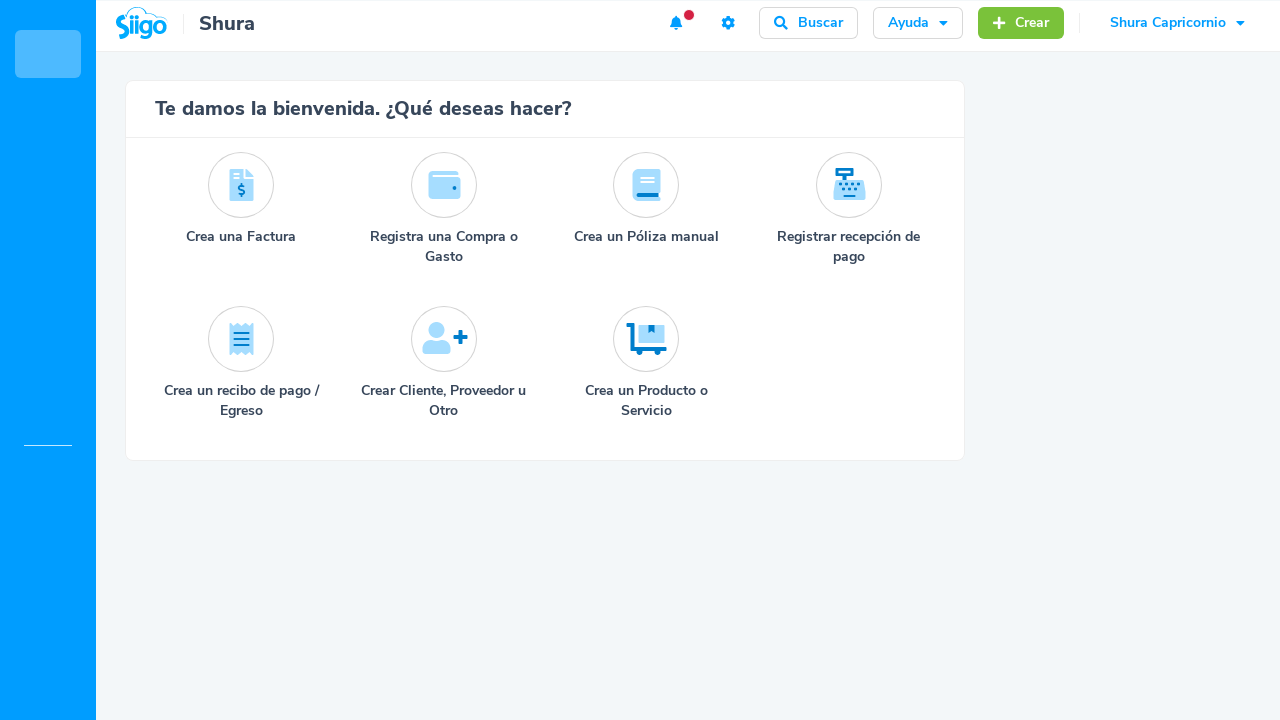 Siigo
Shura
Buscar
Ayuda
Crear
Shura Capricornio
Te damos la bienvenida. ¿Qué deseas hacer?
Crea una Factura
Registra una Compra o
Gasto
Crea un Póliza manual
Registrar recepción de
pago
Crea un recibo de pago /
Egreso
Crear Cliente, Proveedor u
Otro
Crea un Producto o
Servicio